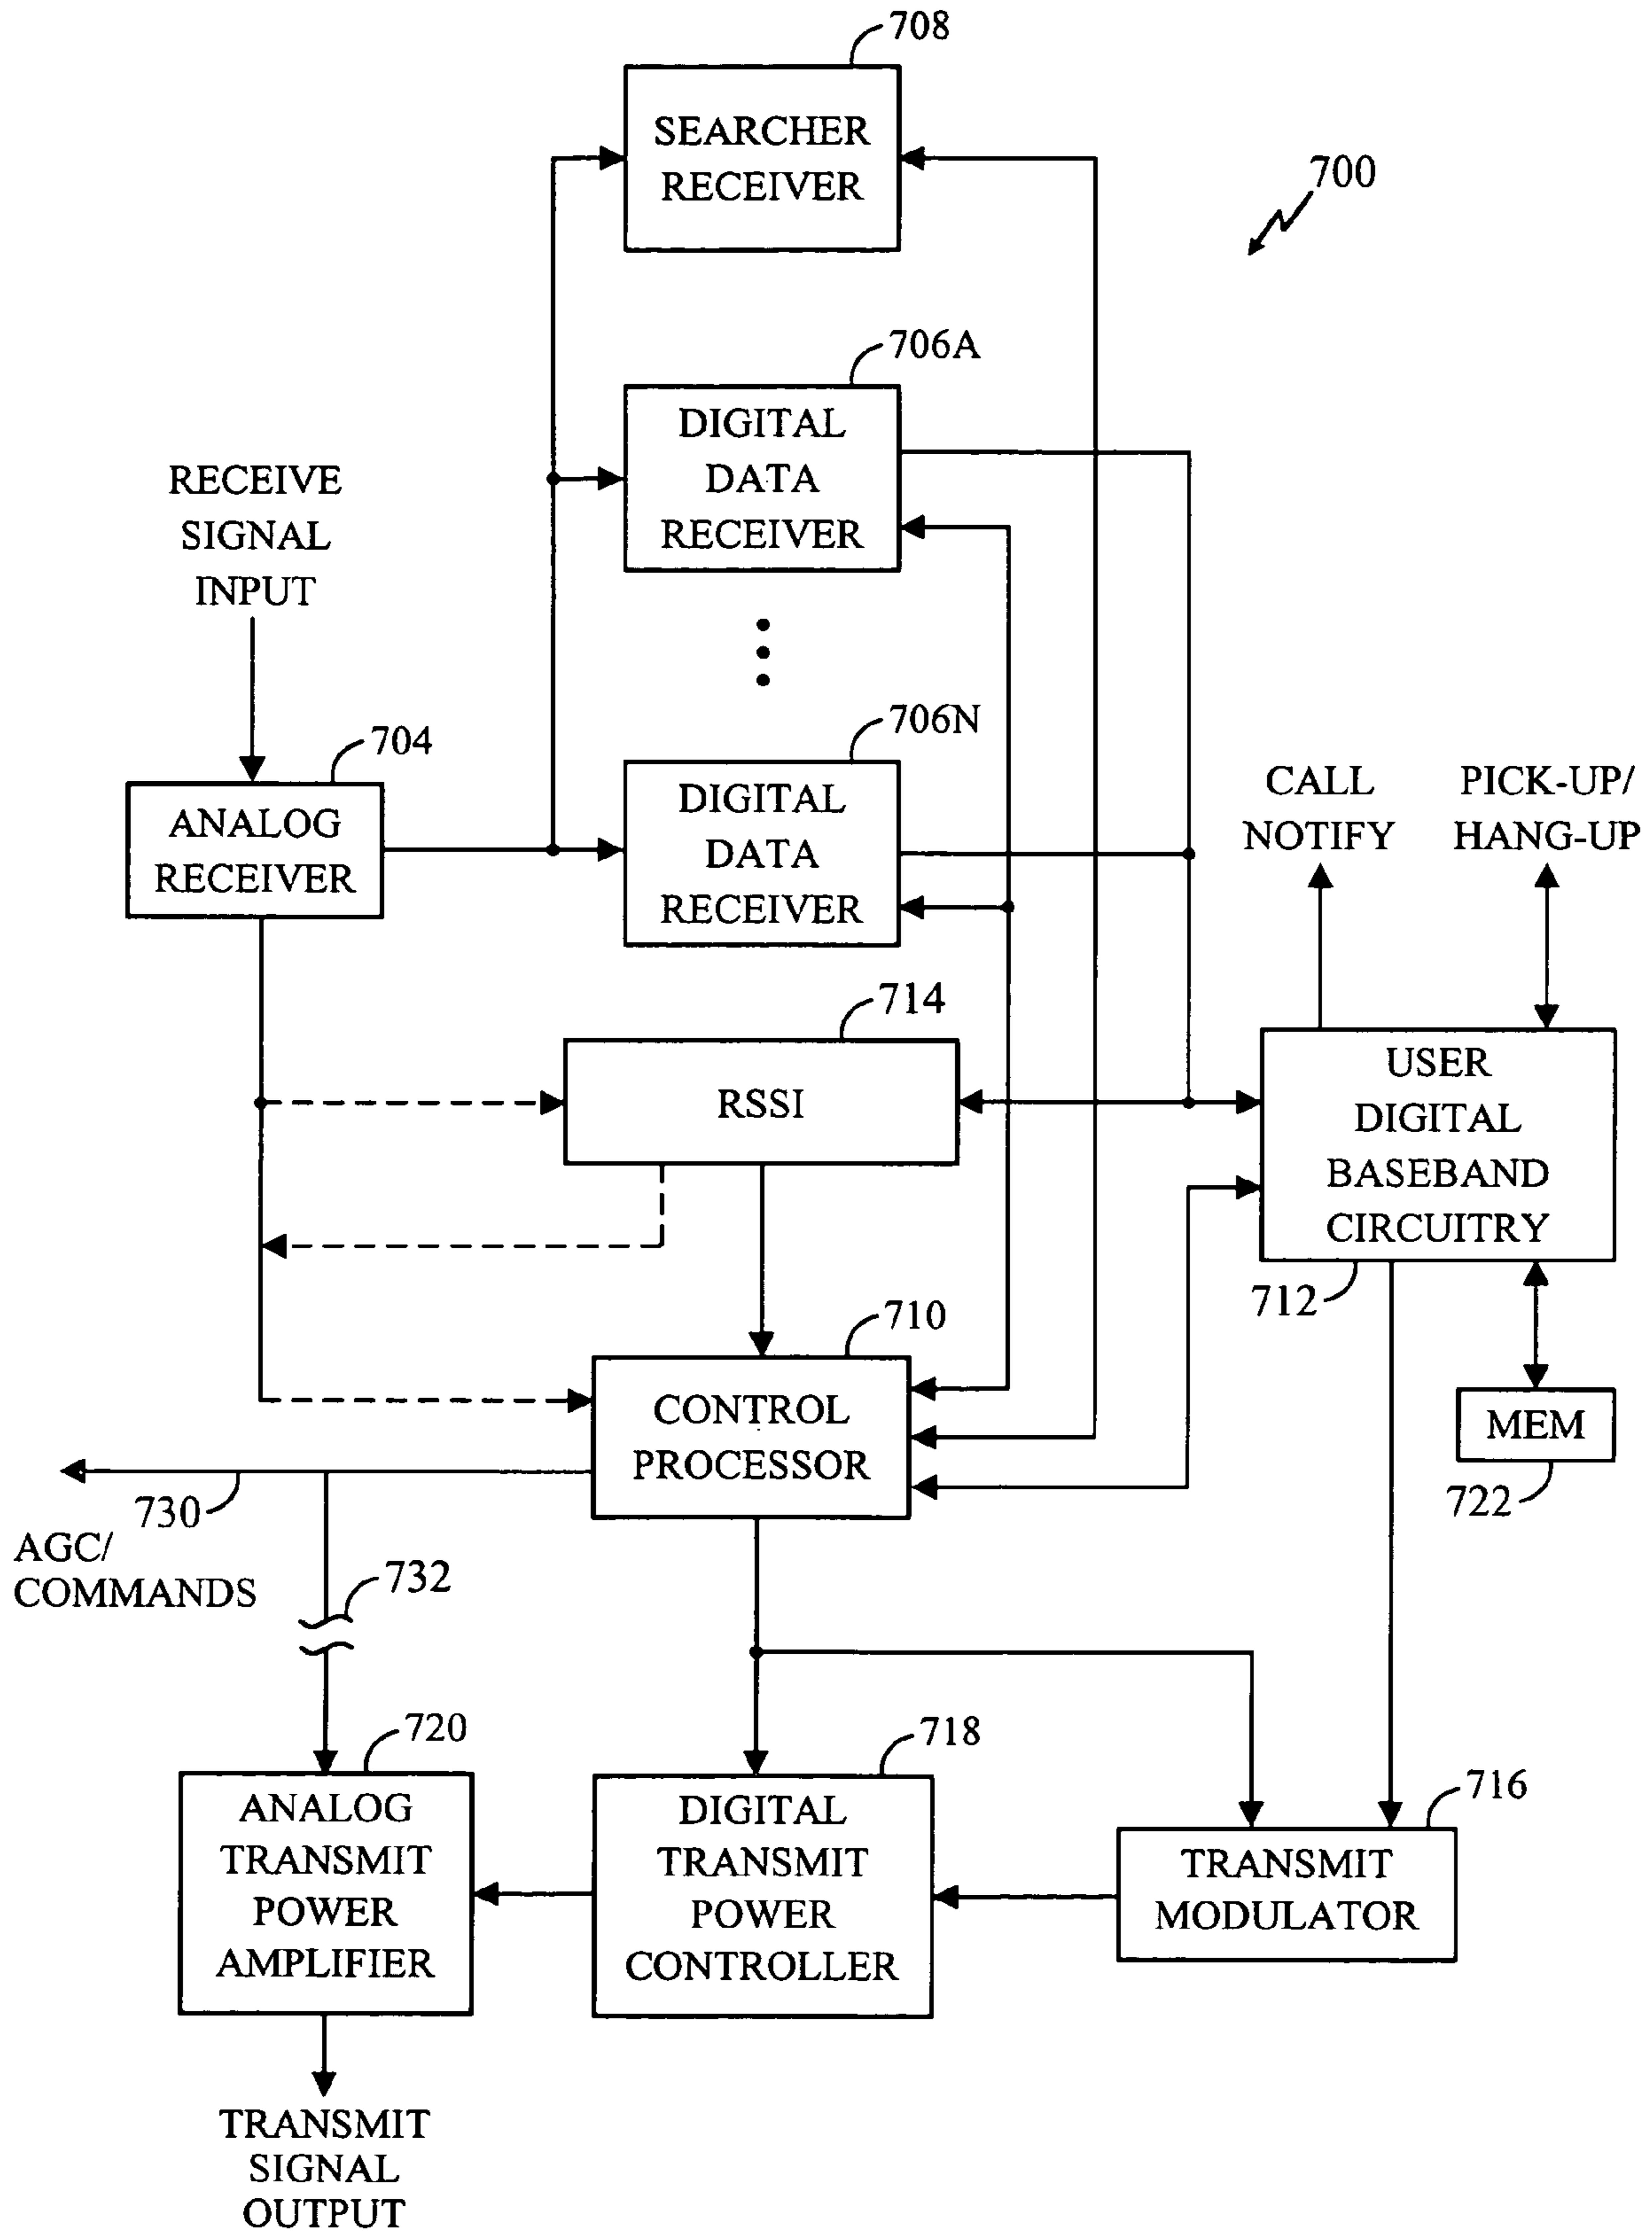 708
SEARCHER
RECEIVER
700
706A
DIGITAL
DATA
RECEIVER
RECEIVE
SIGNAL
INPUT
706N
704
ANALOG
RECEIVER
DIGITAL
DATA
RECEIVER
CALL
NOTIFY
PICK-UP/
HANG-UP
714
RSSI
USER
DIGITAL
BASEBAND
CIRCUITRY
712
710
CONTROL
PROCESSOR
MEM
722
730
AGC/
COMMANDS
732
720
ANALOG
TRANSMIT
POWER
AMPLIFIER
718
DIGITAL
TRANSMIT
POWER
CONTROLLER
716
TRANSMIT
MODULATOR
TRANSMIT
SIGNAL
OUTPUT